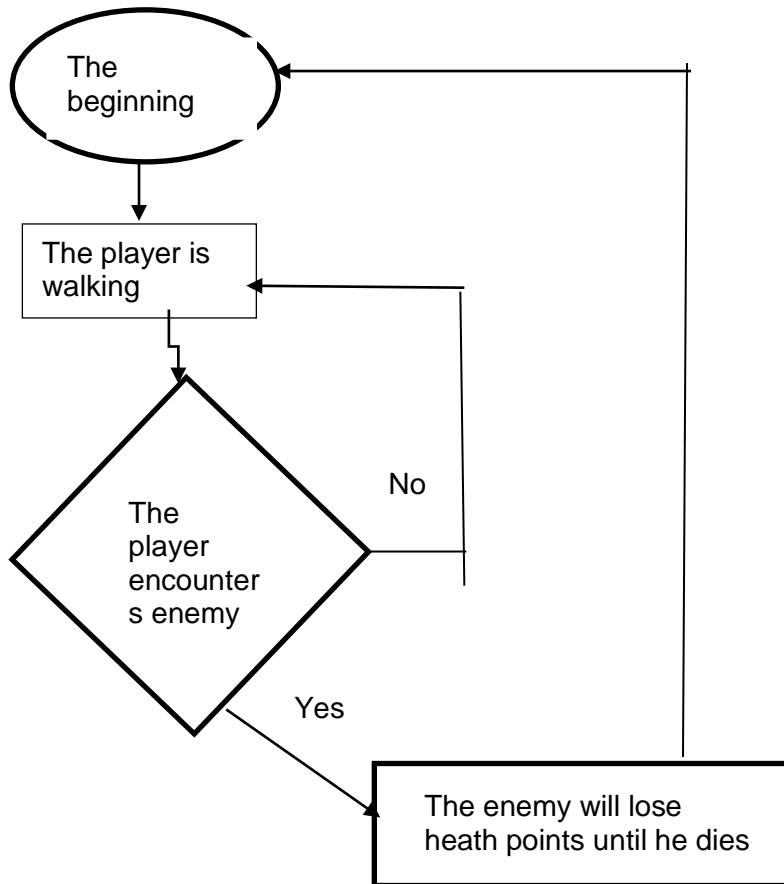 The
beginning
The player is
walking
No
The
player
encounter
s enemy
Yes
The enemy will lose
heath points until he dies